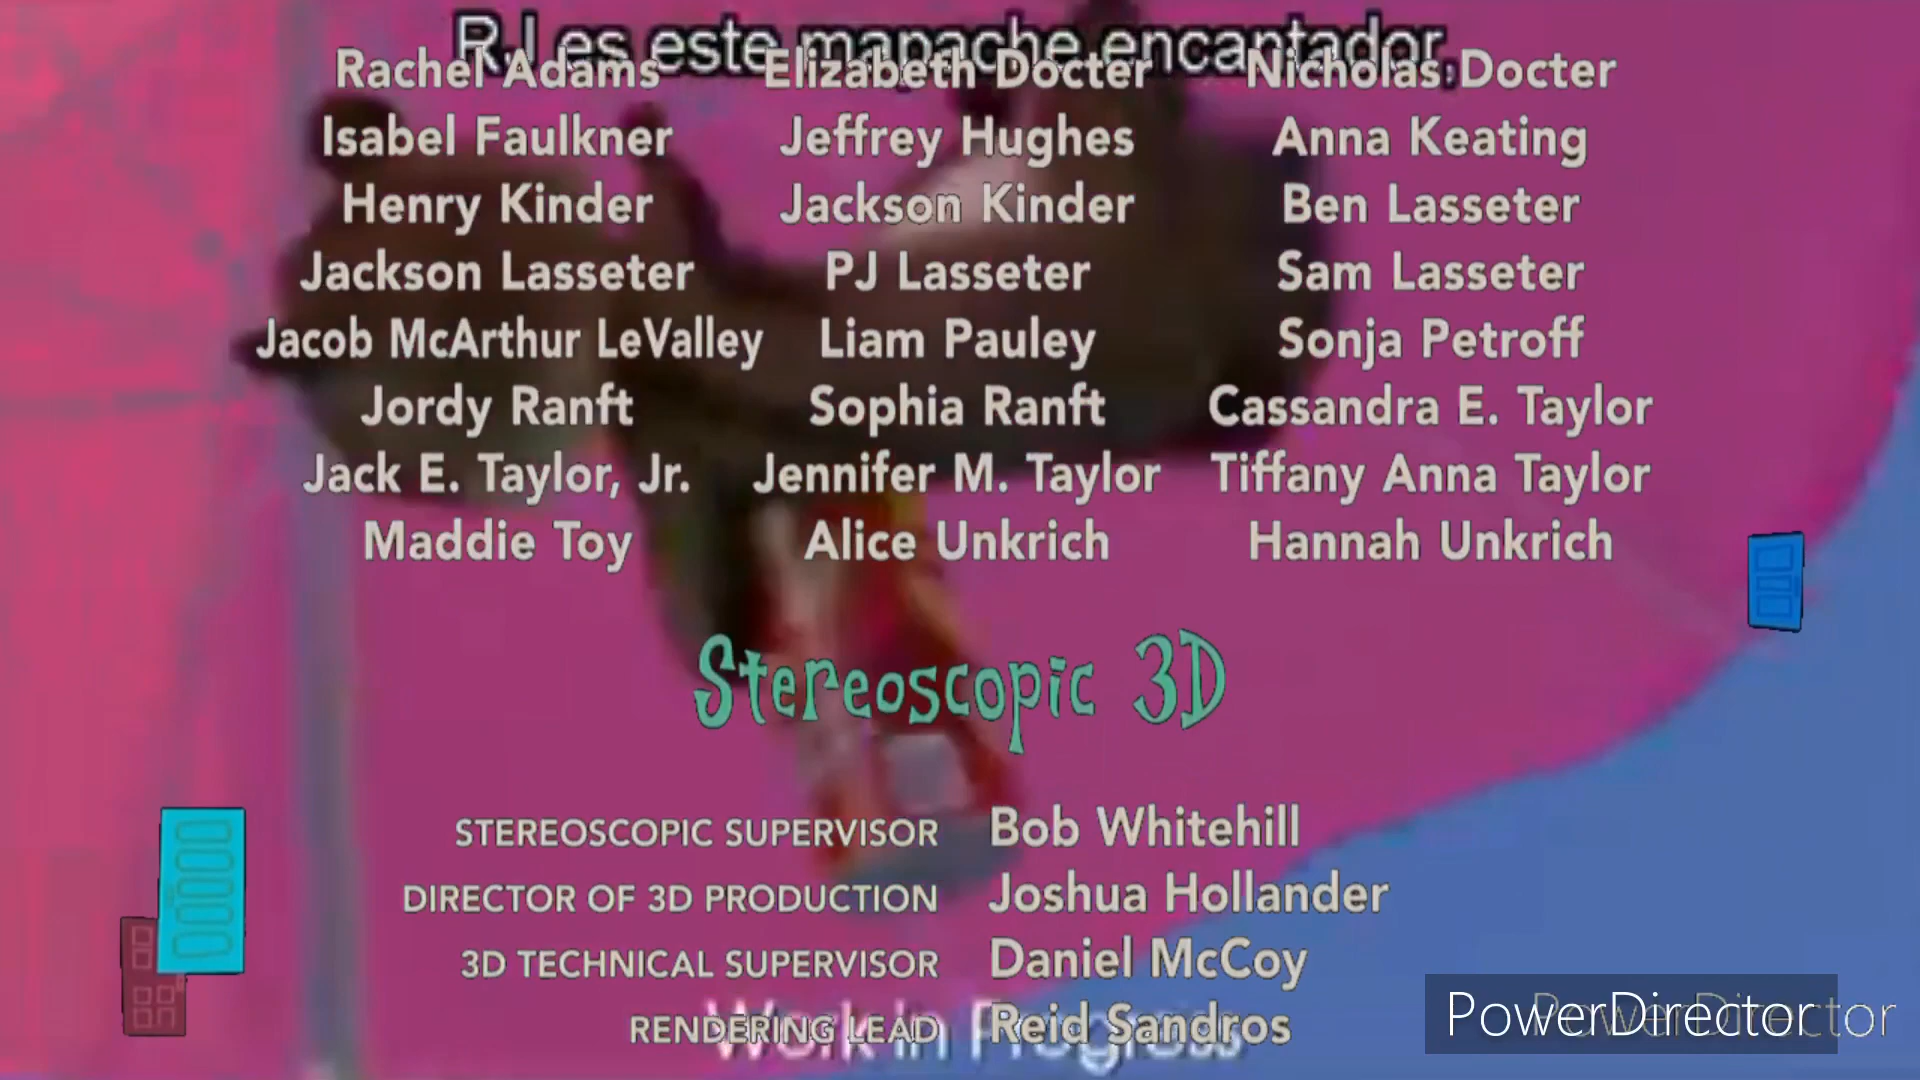 RJ es este mapache encantador,
Rachel Adams Elizabeth Docter Nicholas Docter
Isabel Faulkner Jeffrey Hughes Anna Keating
Henry Kinder Jackson Kinder Ben Lasseter
Jackson Lasseter PJ Lasseter Sam Lasseter
Jacob McArthur LeValley Liam Pauley Sonja Petroff
Jordy Ranft Sophia Ranft Cassandra E. Taylor
Jack E. Taylor, Jr. Jennifer M. Taylor Tiffany Anna Taylor
Maddie Toy Alice Unkrich Hannah Unkrich
Stereoscopic 3D
STEREOSCOPIC SUPERVISOR Bob Whitehill
DIRECTOR OF 3D PRODUCTION Joshua Hollander
3D TECHNICAL SUPERVISOR Daniel McCoy
RENDERING LEAD Reid Sandros
Work in Progress
PowerDirector
PowerDirector